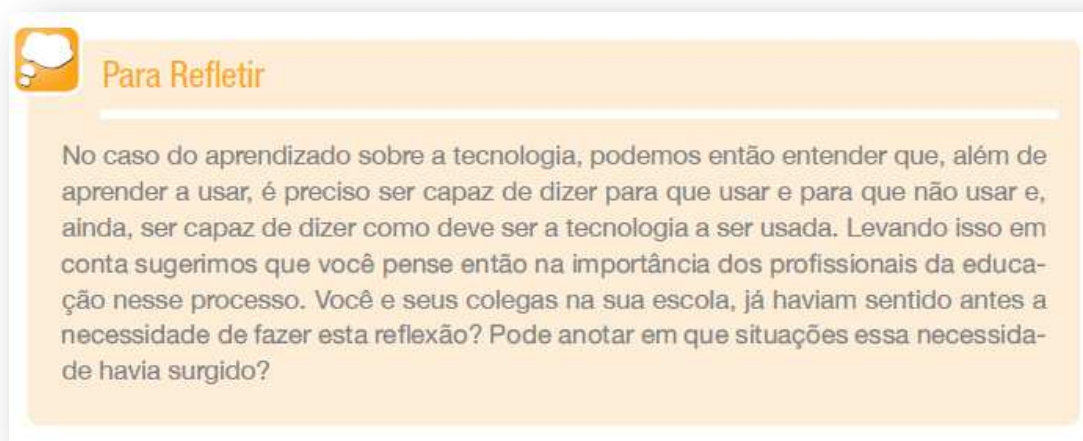 Para Refletir
No caso do aprendizado sobre a tecnologia, podemos então entender que, além de
aprender a usar, é preciso ser capaz de dizer para que usar e para que não usar e,
ainda, ser capaz de dizer como deve ser a tecnologia a ser usada. Levando isso em
conta sugerimos que você pense então na importância dos profissionais da educa-
ção nesse processo. Você e seus colegas na sua escola, já haviam sentido antes a
necessidade de fazer esta reflexão? Pode anotar em que situações essa necessida-
de havia surgido?